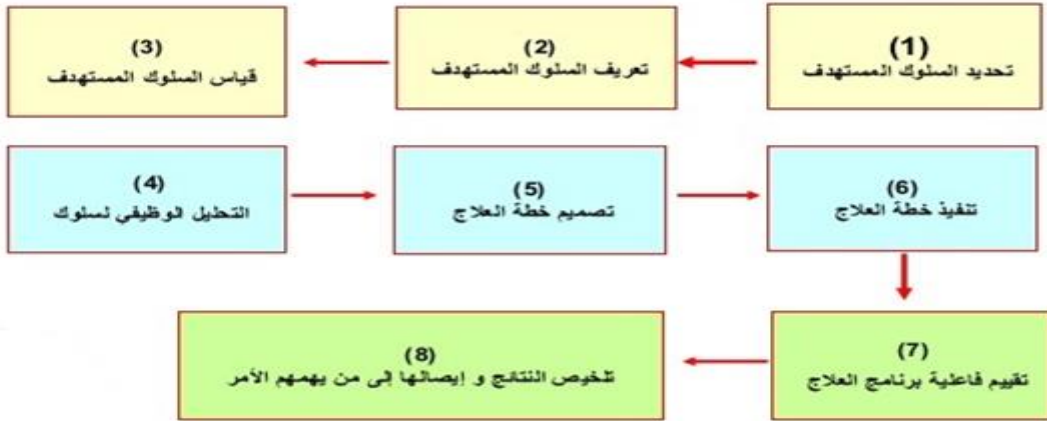 (1)
تحديد السلوك المستهدف
(2)
تعريف السلوك المستهدف
(3)
قياس السلوك المستهدف
(4)
التحليل الوظيفي لسلوك
(5)
تصميم خطة العلاج
(6)
تنفيذ خطة العلاج
(7)
تقييم فاعلية برنامج العلاج
(8)
تلخيص النتائج و إيصالها إلى من يهمهم الأمر